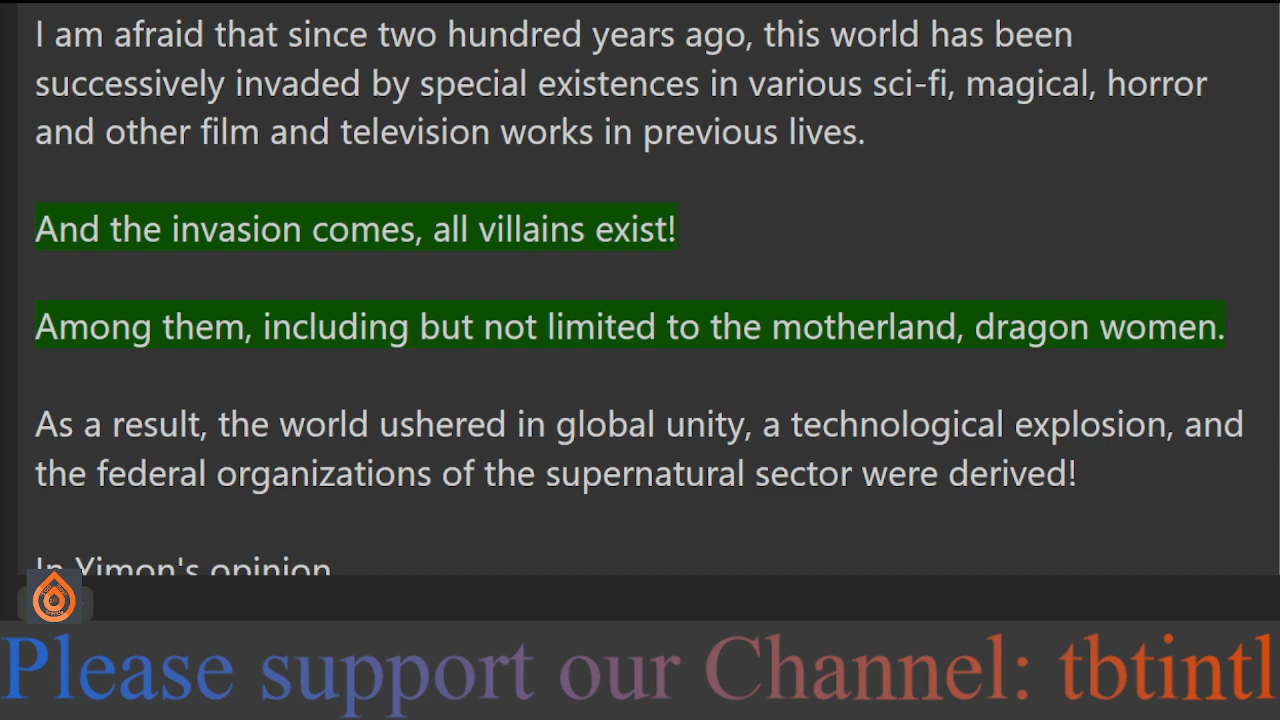 I am afraid that since two hundred years ago, this world has been
successively invaded by special existences in various sci-fi, magical, horror
and other film and television works in previous lives.
And the invasion comes, all villains exist!
Among them, including but not limited to the motherland, dragon women.
As a result, the world ushered in global unity, a technological explosion, and
the federal organizations of the supernatural sector were derived!
In Yimon's opinion
Please support our Channel: tbtintl